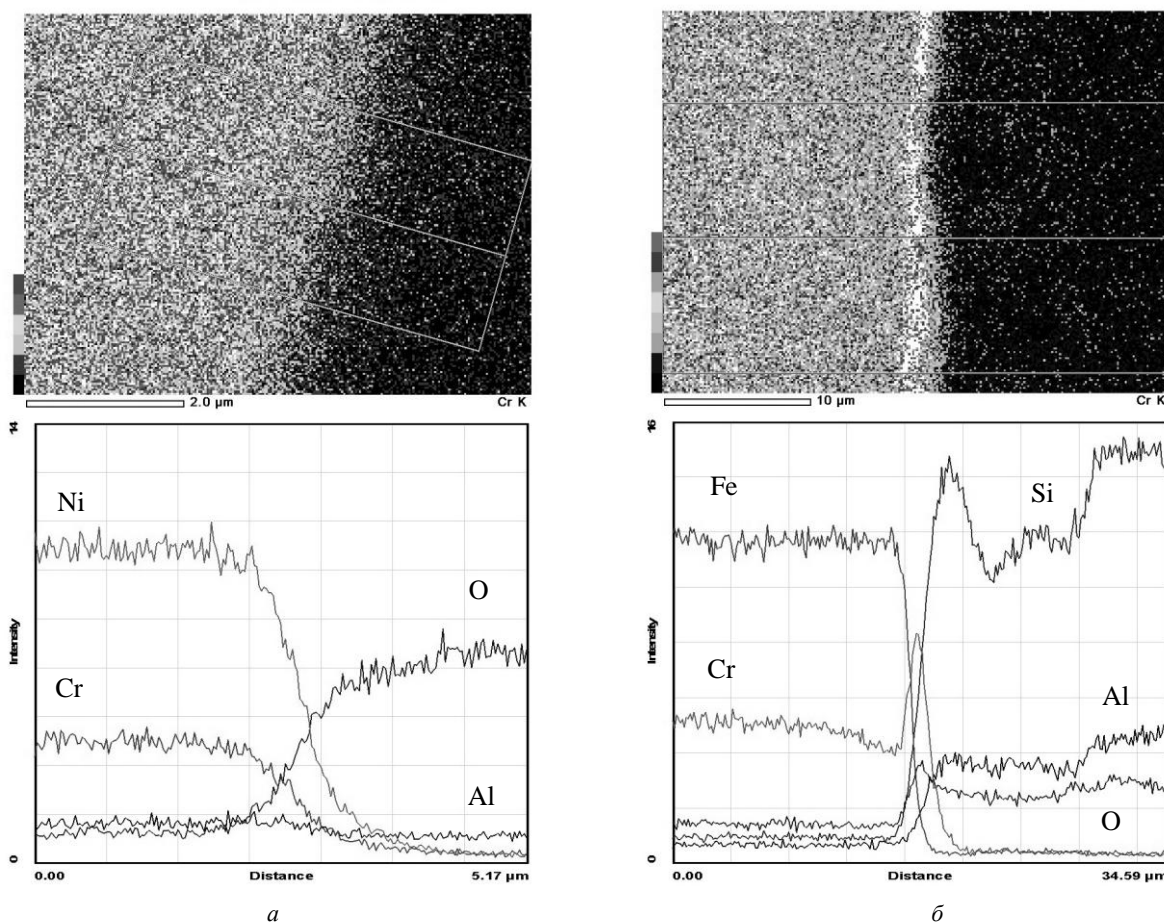 2.0 µm
Cr K
10 µm
Cr K
14
Intensity
0
Ni
O
Cr
Al
0.00
Distance
5.17 µm
а
16
Intensity
0
Fe
Si
Cr
Al
O
0.00
Distance
34.59 µm
б